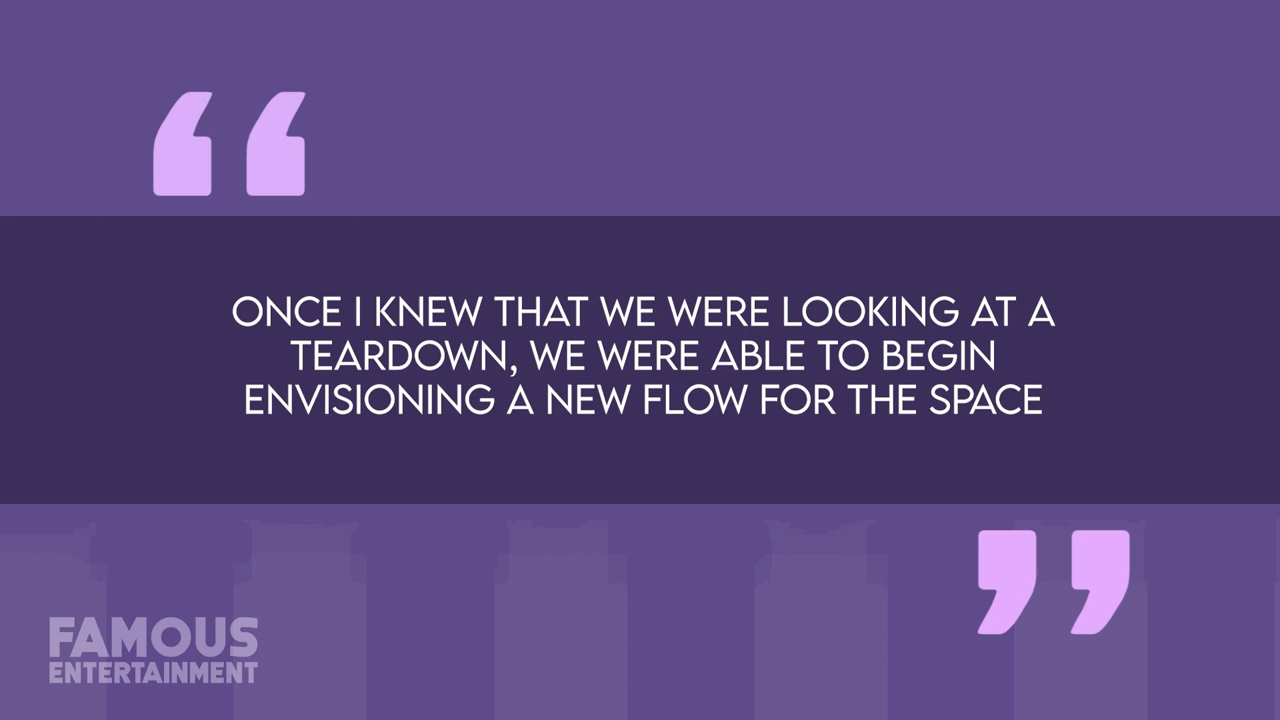 “
ONCE I KNEW THAT WE WERE LOOKING AT A
TEARDOWN, WE WERE ABLE TO BEGIN
ENVISIONING A NEW FLOW FOR THE SPACE
”
FAMOUS
ENTERTAINMENT